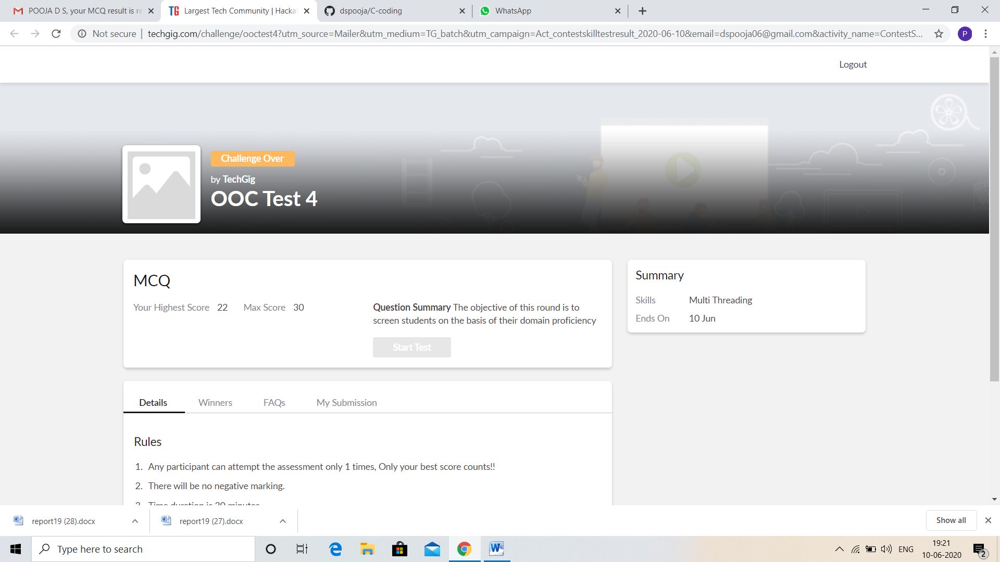 POOJA D S, your MCQ result is re
Largest Tech Community | Hacka
dspooja/C-coding
WhatsApp
Not secure
techgig.com/challenge/ooctest4?utm_source=Mailer&utm_medium=TG_batch&utm_campaign=Act_contestskilltestresult_2020-06-10&email=dspooja06@gmail.com&activity_name=ContestS...
P
Logout
Challenge Over
by TechGig
OOC Test 4
MCQ
Your Highest Score 22 Max Score 30
Question Summary The objective of this round is to
screen students on the basis of their domain proficiency
Start Test
Summary
Skills Multi Threading
Ends On 10 Jun
Details Winners FAQs My Submission
Rules
1. Any participant can attempt the assessment only 1 times, Only your best score counts!!
2. There will be no negative marking.
3. Time duration is 30 minutes
report19 (28).docx
report19 (27).docx
Show all
Type here to search
ENG
19:21
10-06-2020
2